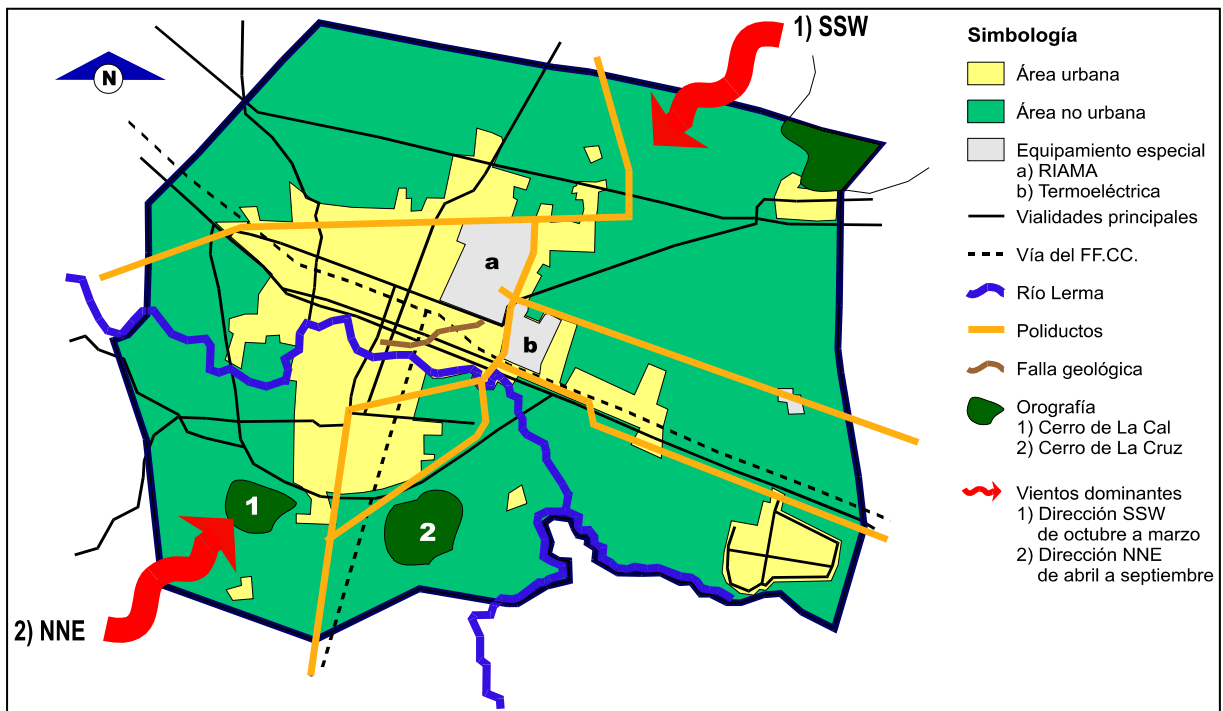 1) SSW
N
a
b
1
2
2) NNE
Simbología
Área urbana
Área no urbana
Equipamiento especial
a) RIAMA
b) Termoeléctrica
Vialidades principales
Vía del FF.CC.
Río Lerma
Poliductos
Falla geológica
Orografía
1) Cerro de La Cal
2) Cerro de La Cruz
Vientos dominantes
1) Dirección SSW
de octubre a marzo
2) Dirección NNE
de abril a septiembre